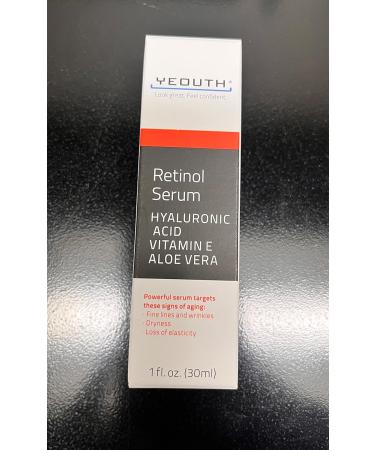 YEOUTH®
Look great. Feel confident.
Retinol
Serum
HYALURONIC
ACID
VITAMIN E
ALOE VERA
Powerful serum targets
these signs of aging:
· Fine lines and wrinkles
· Dryness
· Loss of elasticity
1 fl. oz. (30ml)